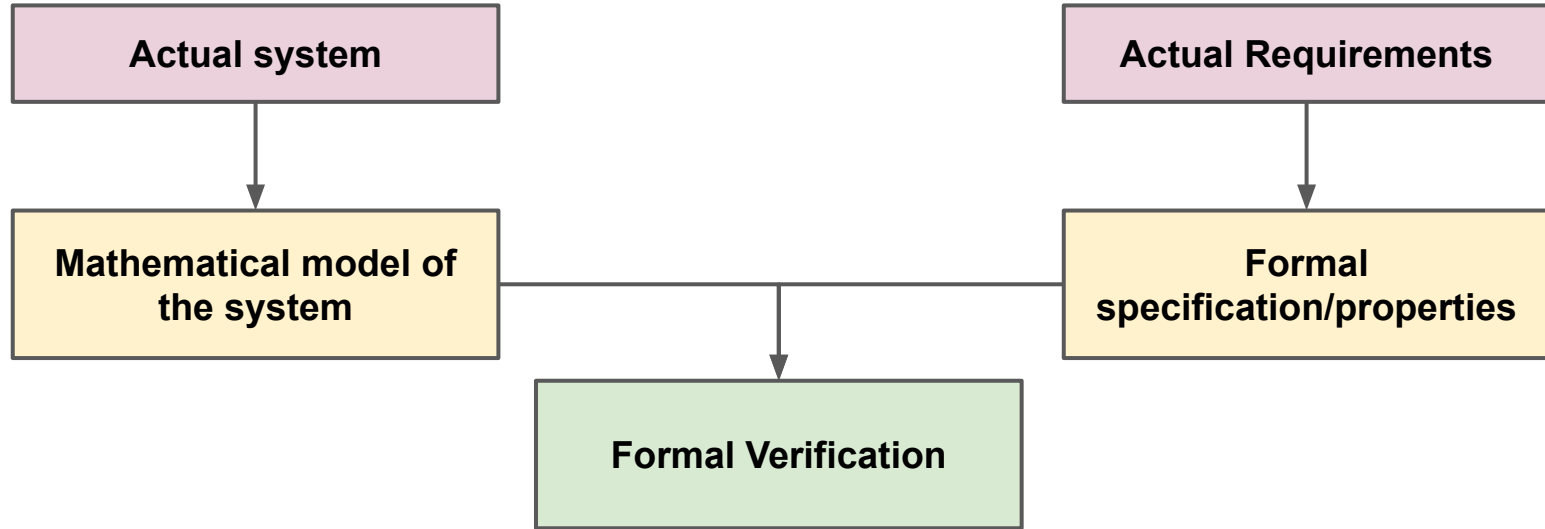 Actual system
Actual Requirements
Mathematical model of
the system
Formal
specification/properties
Formal Verification